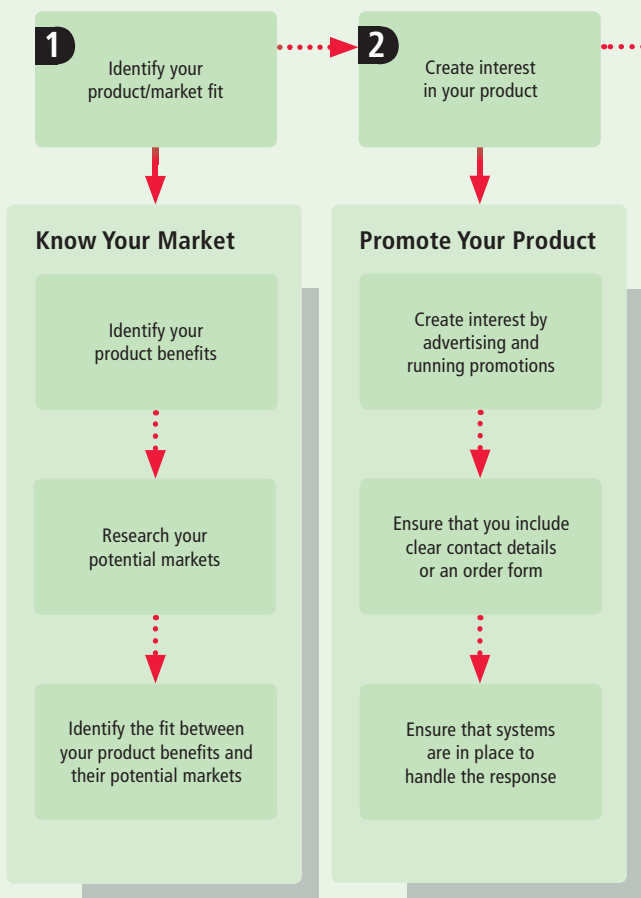 1
Identify your
product/market fit
2
Create interest
in your product
Know Your Market
Identify your
product benefits
Research your
potential markets
Identify the fit between
your product benefits and
their potential markets
Promote Your Product
Create interest by
advertising and
running promotions
Ensure that you include
clear contact details
or an order form
Ensure that systems
are in place to
handle the response